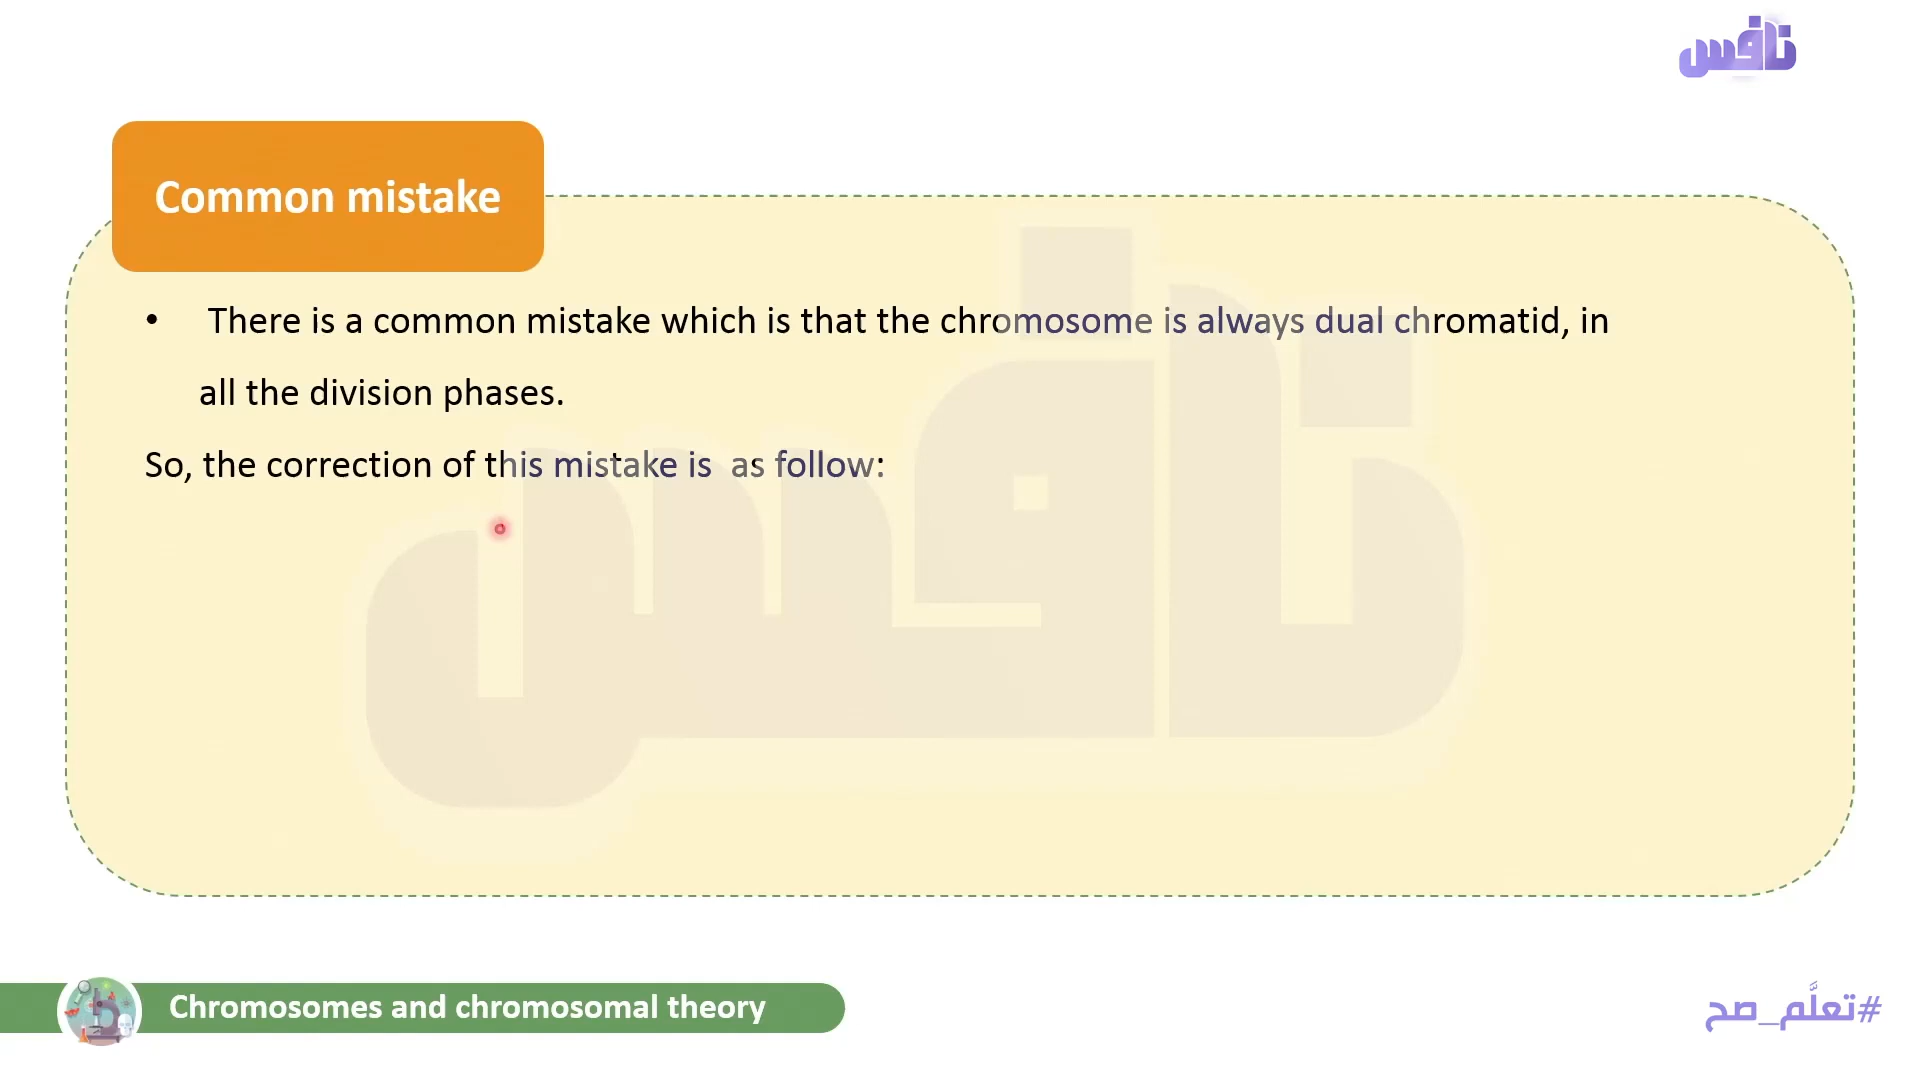 نافس
Common mistake
• There is a common mistake which is that the chromosome is always dual chromatid, in
all the division phases.
So, the correction of this mistake is as follow:
نافس
Chromosomes and chromosomal theory
#تعلَّم_صح